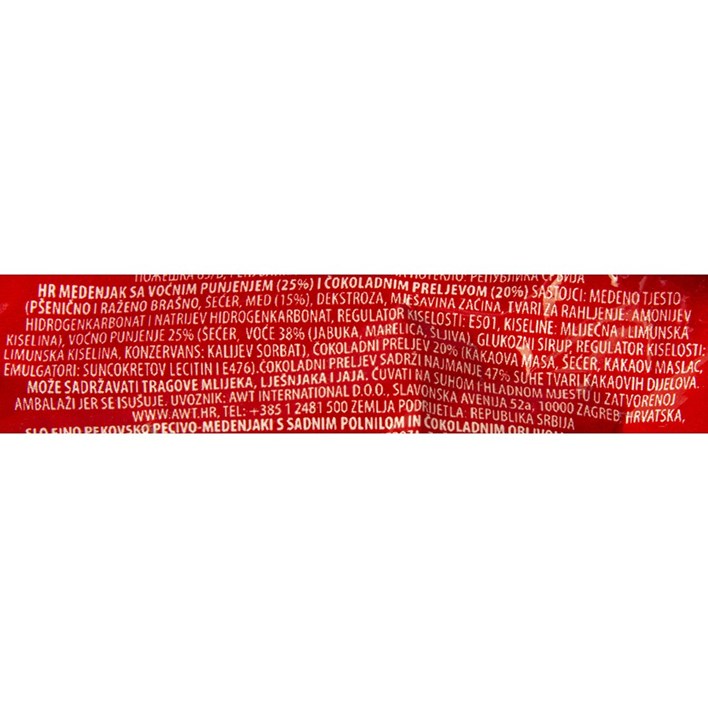 ПОРЕКЛО: РЕПУБЛИКА СРБИЈА
HR MEDENJAK SA VOĆNIM PUNJENJEM (25%) I ČOKOLADNIM PRELJEVOM (20%) SASTOJCI: MEDENO TJESTO
(PŠENIČNO I RAŽENO BRAŠNO, ŠEĆER, MED (15%), DEKSTROZA, MJEŠAVINA ZAČINA, TVARI ZA RAHLJENJE: AMONIJEV
HIDROGENKARBONAT I NATRIJEV HIDROGENKARBONAT, REGULATOR KISELOSTI: E501, KISELINE: MLIJEČNA I LIMUNSKA
KISELINA), VOĆNO PUNJENJE 25% (ŠEĆER, VOĆE 38% (JABUKA, MARELICA, ŠLJIVA), GLUKOZNI SIRUP, REGULATOR KISELOSTI:
LIMUNSKA KISELINA, KONZERVANS: KALIJEV SORBAT), ČOKOLADNI PRELJEV 20% (KAKAOVA MASA, ŠEĆER, KAKAOV MASLAC,
EMULGATORI: SUNCOKRETOV LECITIN I E476).ČOKOLADNI PRELJEV SADRŽI NAJMANJE 47% SUHE TVARI KAKAOVIH DIJELOVA.
MOŽE SADRŽAVATI TRAGOVE MLIJEKA, LJEŠNJAKA I JAJA. ČUVATI NA SUHOM I HLADNOM MJESTU U ZATVORENOJ
AMBALAŽI JER SE ISUŠUJE. UVOZNIK: AWT INTERNATIONAL D.O.O., SLAVONSKA AVENIJA 52a, 10000 ZAGREB, HRVATSKA,
WWW.AWT.HR, TEL: +385 1 2481 500 ZEMLJA PODRIJETLA: REPUBLIKA SRBIJA
SLO FINO PEKOVSKO PECIVO-MEDENJAKI S SADNIM POLNILOM IN ČOKOLADNIM OBLIVOM